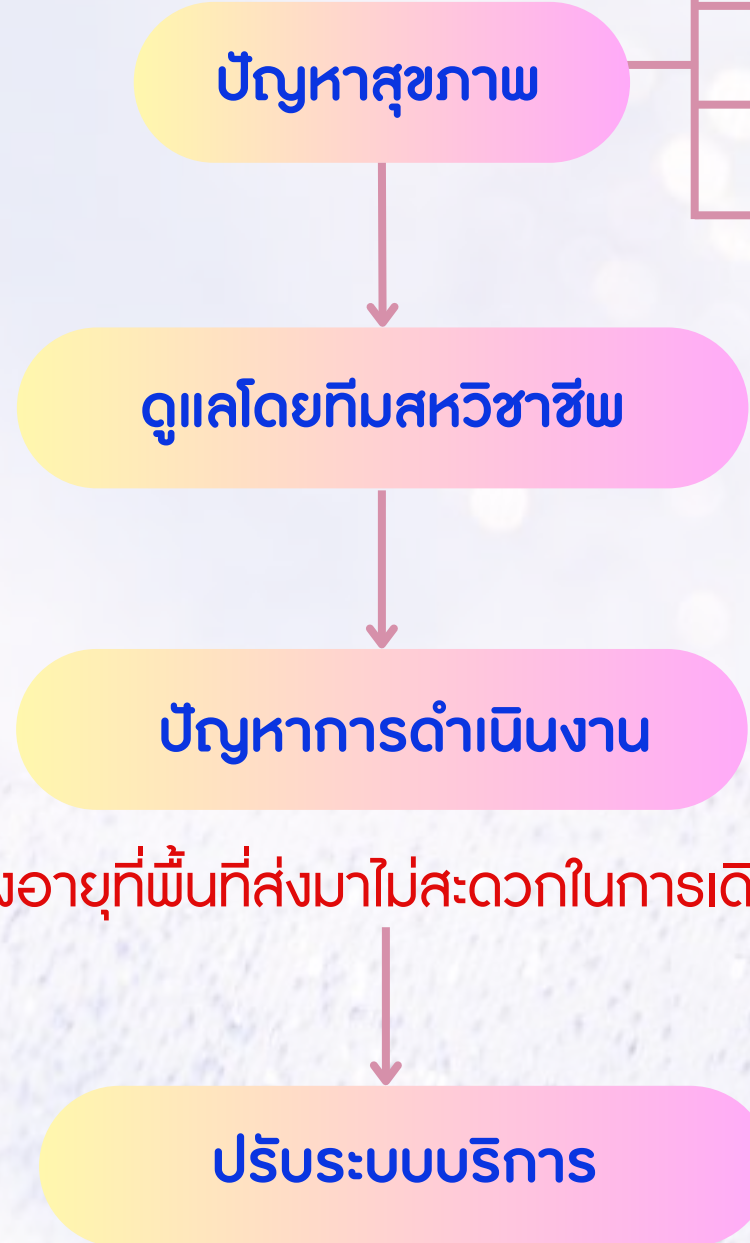 ปัญหาสุขภาพ
ดูแลโดยทีมสหวิชาชีพ
ปัญหาการดำเนินงาน
งอายุที่พื้นที่ส่งมาไม่สะดวกในการเดิ
ปรับระบบบริการ